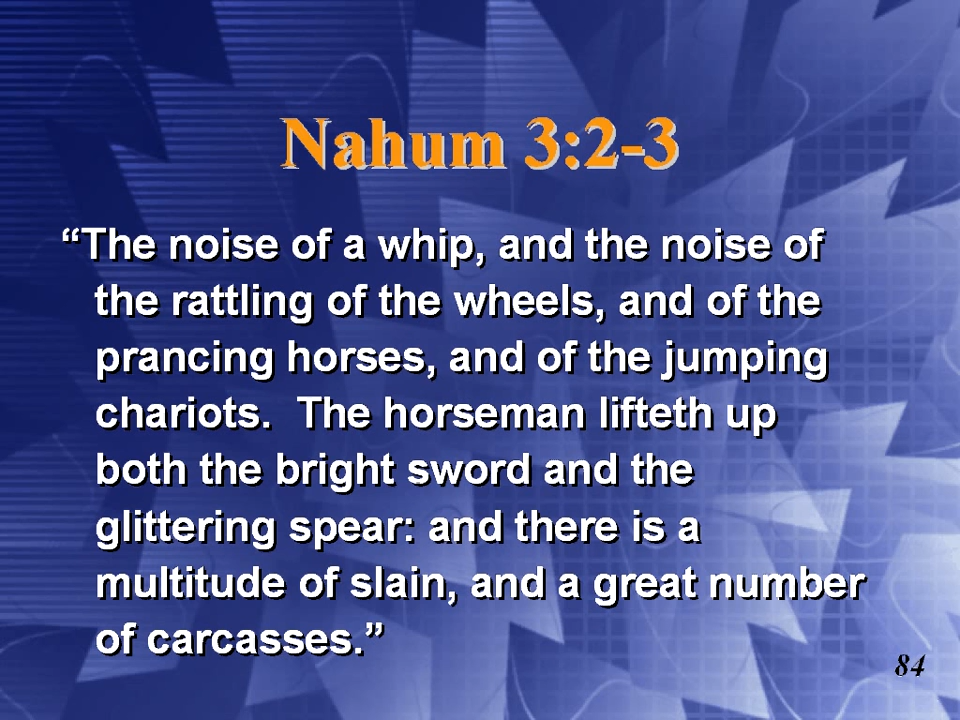 Nahum 3:2-3
“The noise of a whip, and the noise of
the rattling of the wheels, and of the
prancing horses, and of the jumping
chariots.  The horseman lifteth up
both the bright sword and the
glittering spear: and there is a
multitude of slain, and a great number
of carcasses.”
84